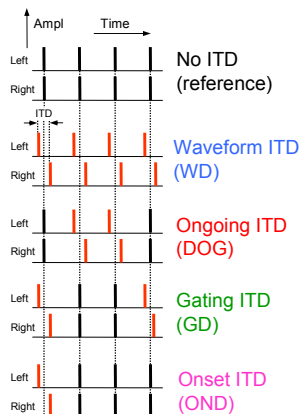 Ampl Time
Left
Right
No ITD
(reference)
ITD
Left
Right
Waveform ITD
(WD)
Left
Right
Ongoing ITD
(DOG)
Left
Right
Gating ITD
(GD)
Left
Right
Onset ITD
(OND)